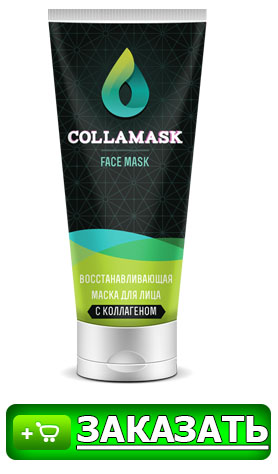 COLLAMASK
FACE MASK
ВОССТАНАВЛИВАЮЩАЯ
МАСКА ДЛЯ ЛИЦА
С КОЛЛАГЕНОМ
+ ЗАКАЗАТЬ